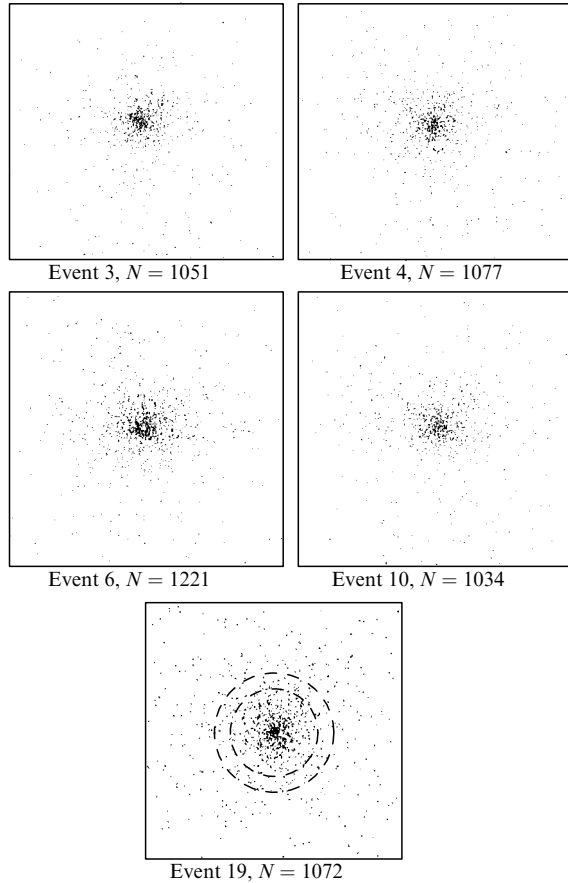 Event 3, N = 1051
Event 4, N = 1077
Event 6, N = 1221
Event 10, N = 1034
Event 19, N = 1072